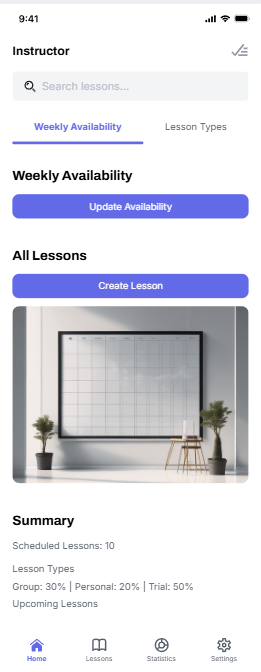 9:41
Instructor
Search lessons...
Weekly Availability
Lesson Types
Weekly Availability
Update Availability
All Lessons
Create Lesson
Summary
Scheduled Lessons: 10
Lesson Types
Group: 30% | Personal: 20% | Trial: 50%
Upcoming Lessons
Home
Lessons
Statistics
Settings